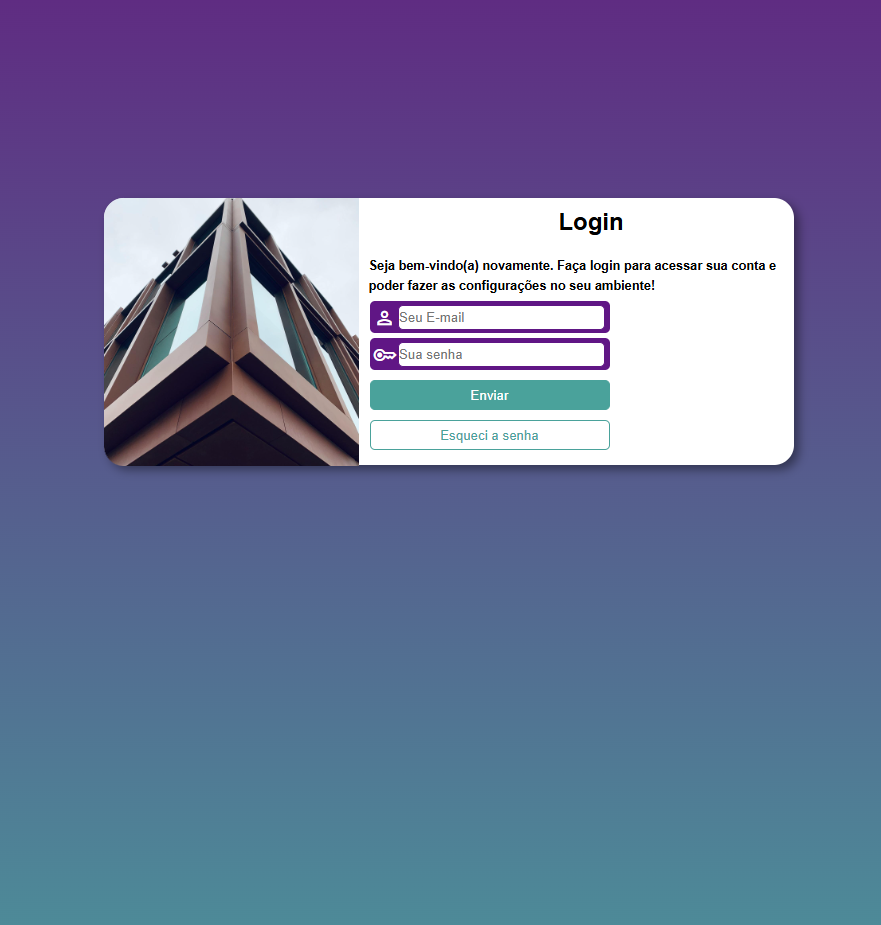 Login
Seja bem-vindo(a) novamente. Faça login para acessar sua conta e
poder fazer as configurações no seu ambiente!
Seu E-mail
Sua senha
Enviar
Esqueci a senha